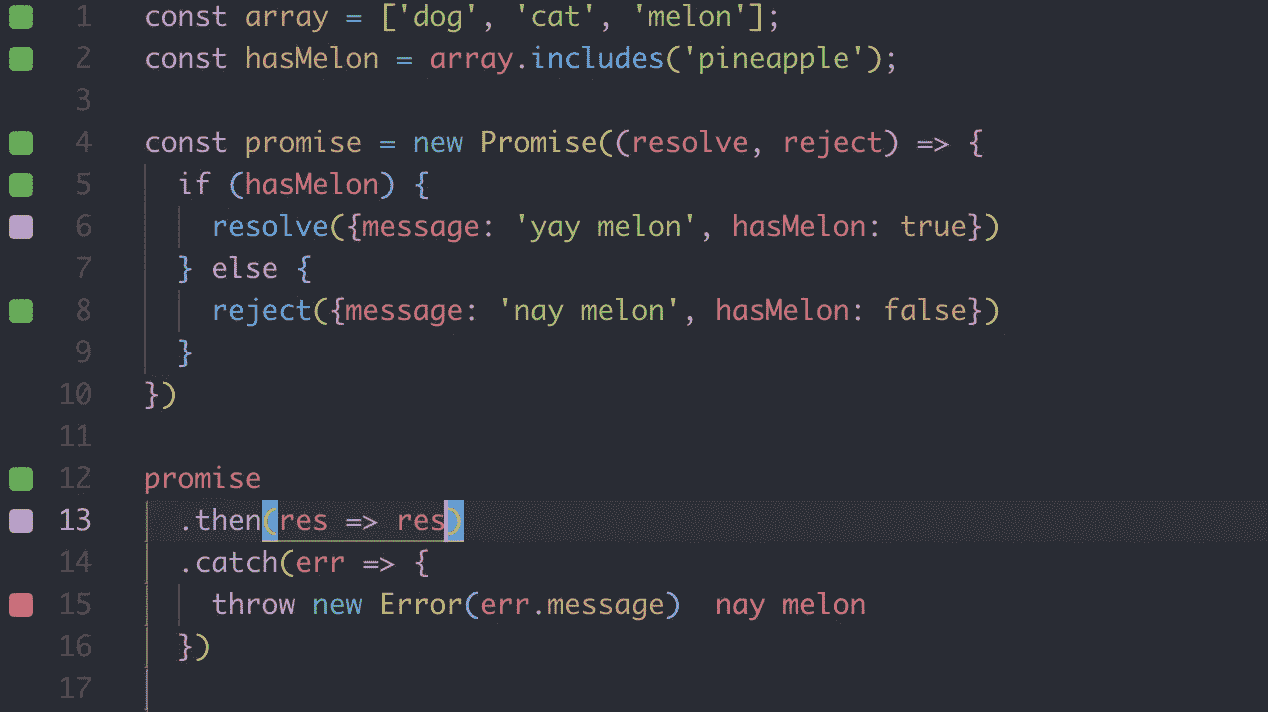 1 const array = ['dog', 'cat', 'melon'];
2 const hasMelon = array.includes('pineapple');
3
4 const promise = new Promise((resolve, reject) => {
5   if (hasMelon) {
6     resolve({message: 'yay melon', hasMelon: true})
7   } else {
8     reject({message: 'nay melon', hasMelon: false})
9   }
10 })
11
12 promise
13   .then(res => res)
14   .catch(err => {
15     throw new Error(err.message)  nay melon
16   })
17